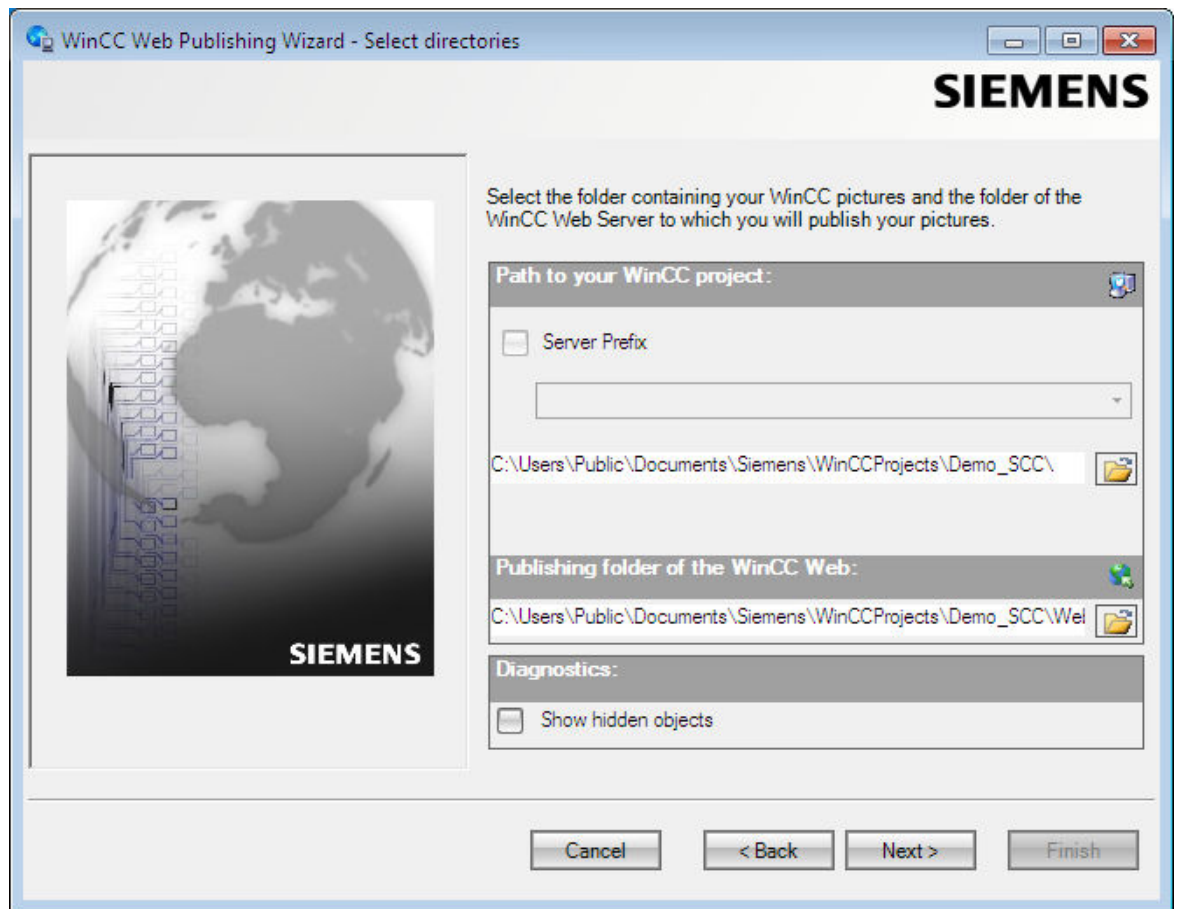 WinCC Web Publishing Wizard - Select directories
SIEMENS
Select the folder containing your WinCC pictures and the folder of the
WinCC Web Server to which you will publish your pictures.
Path to your WinCC project:
Server Prefix
C:\Users\Public\Documents\Siemens\WinCCProjects\Demo_SCC\
Publishing folder of the WinCC Web:
C:\Users\Public\Documents\Siemens\WinCCProjects\Demo_SCC\Wel
SIEMENS
Diagnostics:
Show hidden objects
Cancel
< Back
Next >
Finish